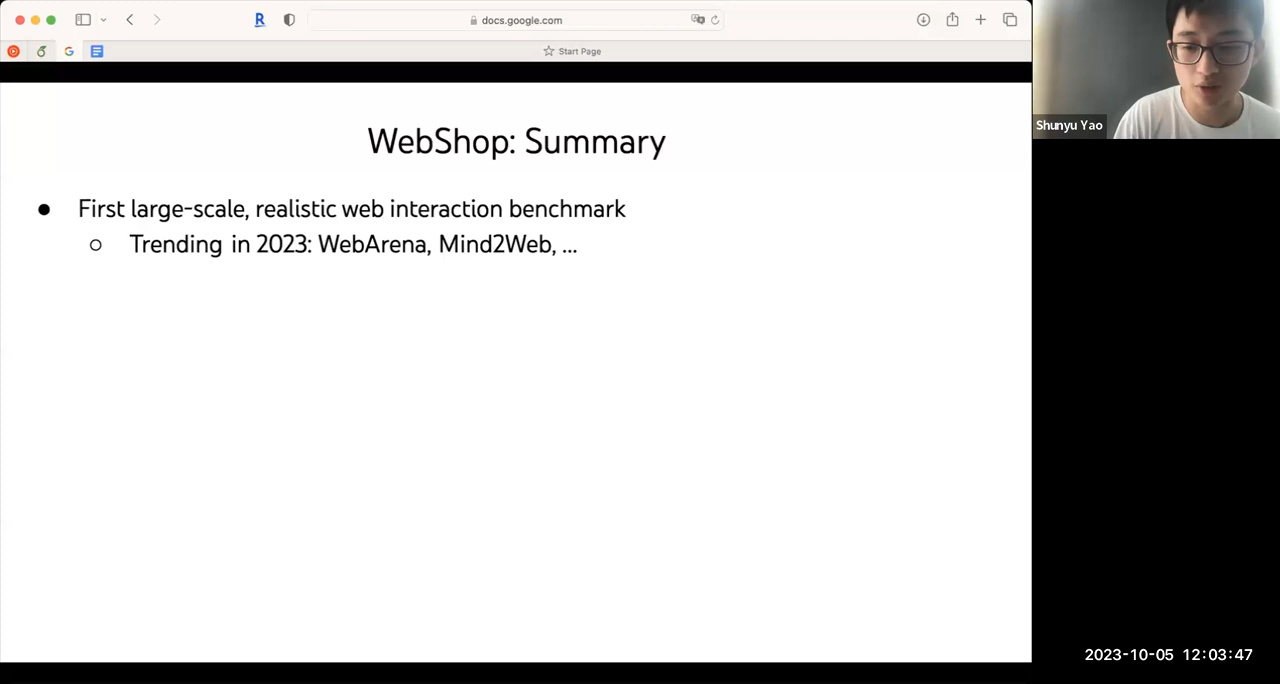 docs.google.com
Start Page
WebShop: Summary
● First large-scale, realistic web interaction benchmark
○ Trending in 2023: WebArena, Mind2Web, ...
Shunyu Yao
2023-10-05 12:03:47